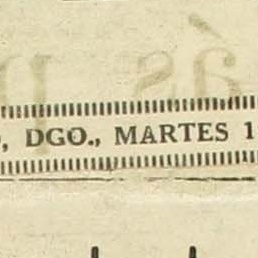 , DGO., MARTES 1